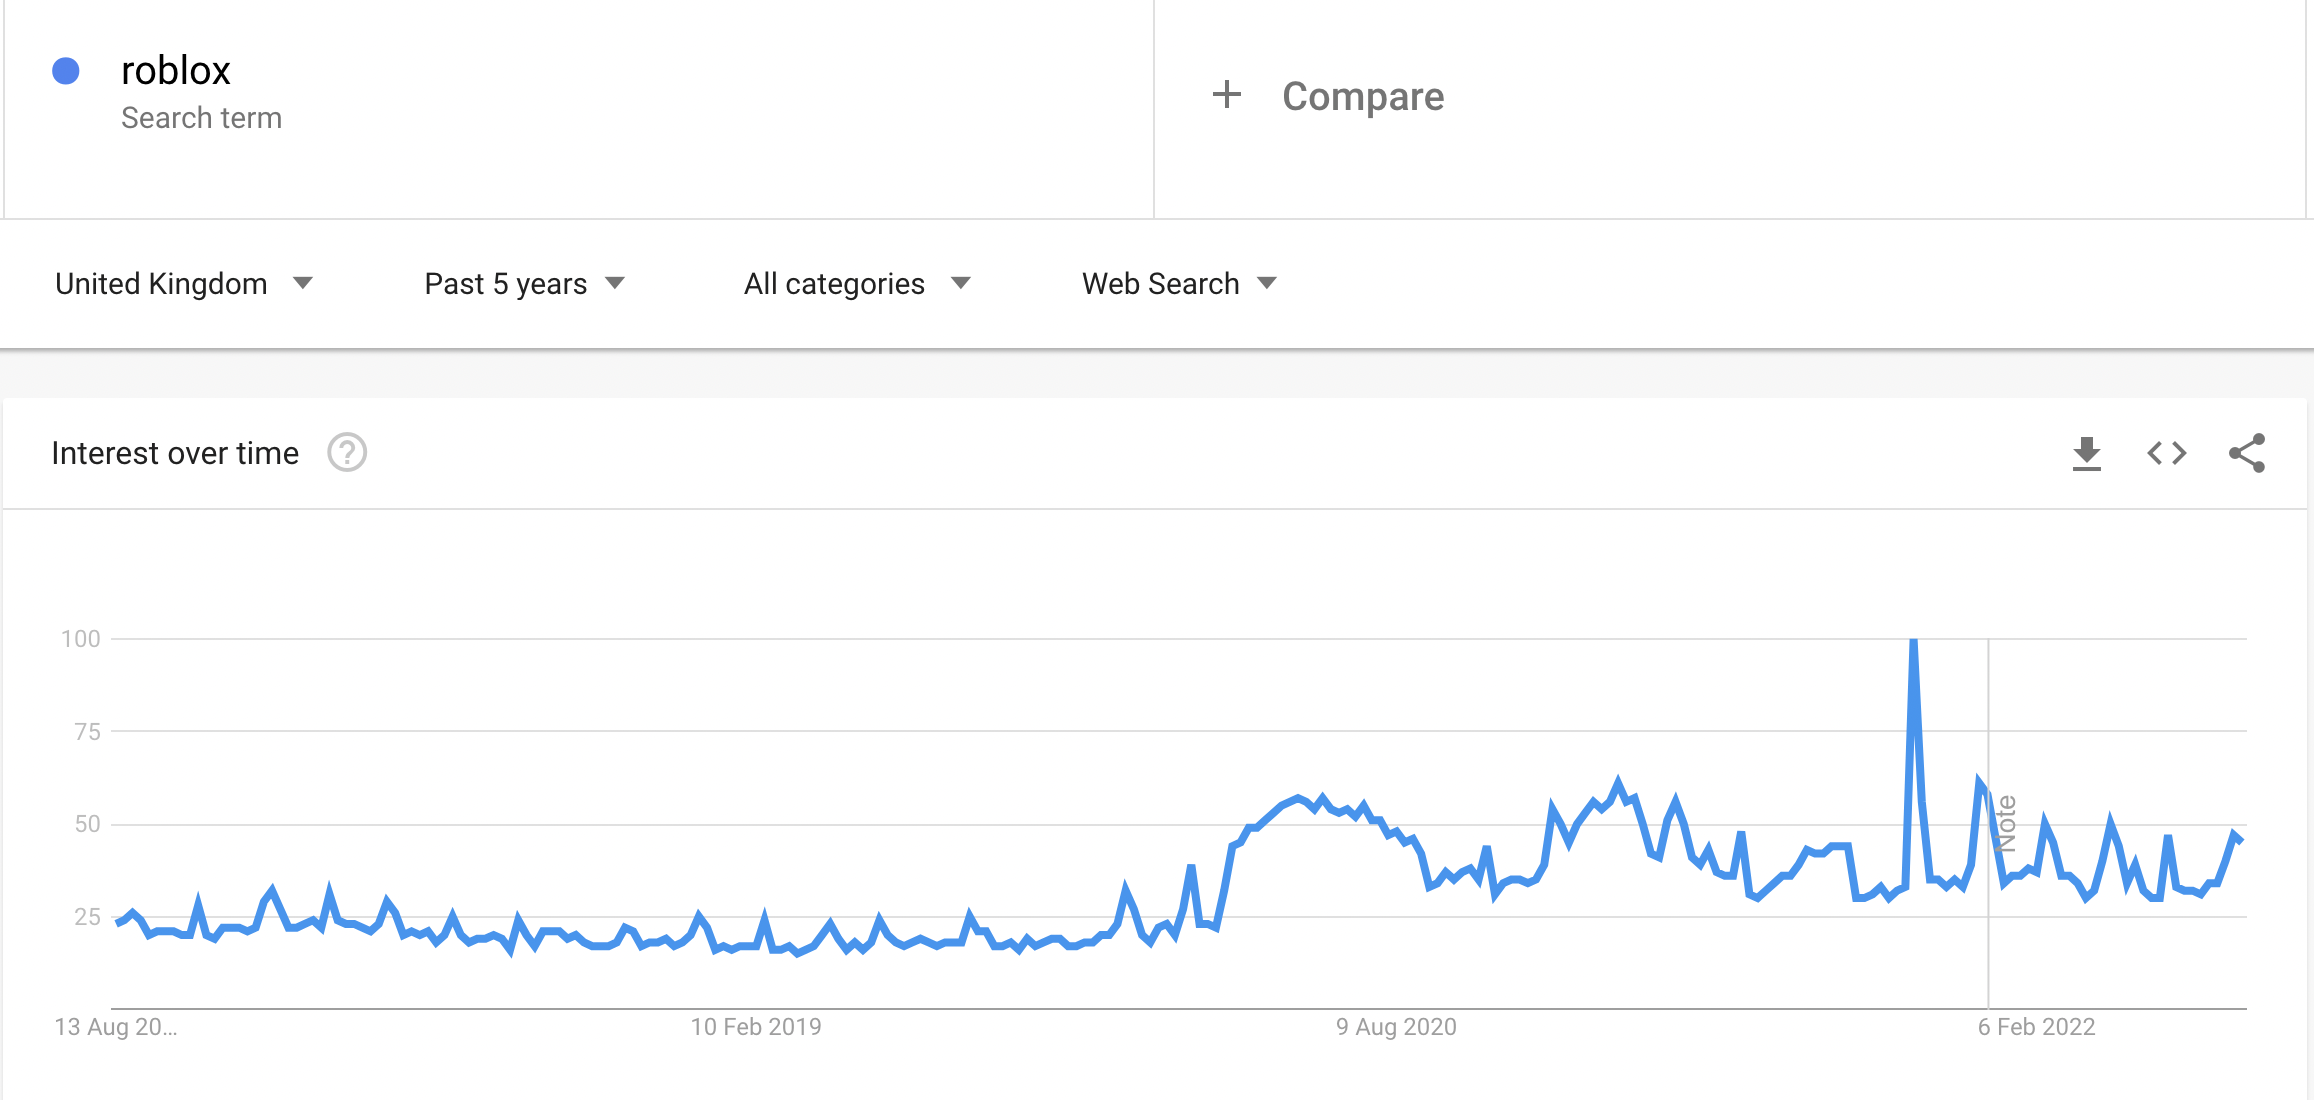 roblox
Search term
+ Compare
United Kingdom
Past 5 years
All categories
Web Search
Interest over time ?
100
75
50
25
Note
13 Aug 20...
10 Feb 2019
9 Aug 2020
6 Feb 2022